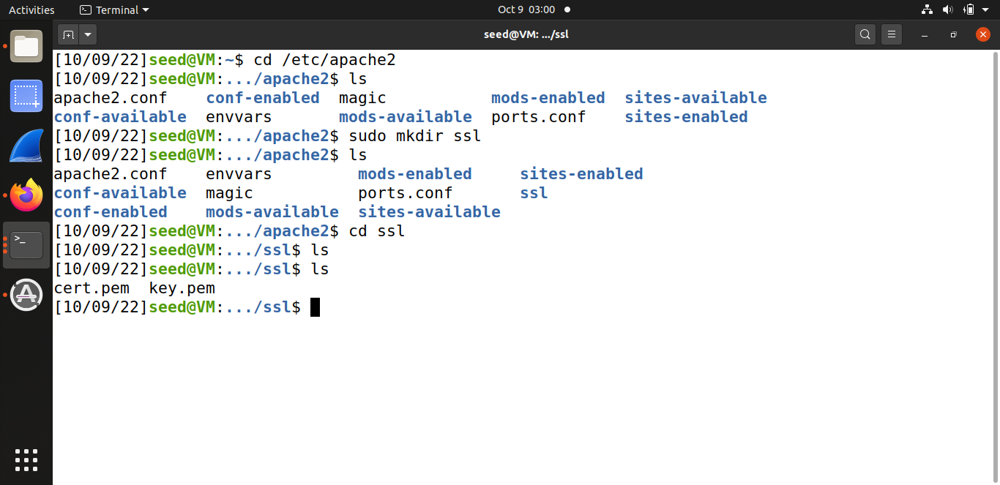 Activities Terminal Oct 9 03:00
seed@VM: .../ssl
[10/09/22]seed@VM:~$ cd /etc/apache2
[10/09/22]seed@VM:.../apache2$ ls
apache2.conf conf-enabled magic mods-enabled sites-available
conf-available envvars mods-available ports.conf sites-enabled
[10/09/22]seed@VM:.../apache2$ sudo mkdir ssl
[10/09/22]seed@VM:.../apache2$ ls
apache2.conf envvars mods-enabled sites-enabled
conf-available magic ports.conf ssl
conf-enabled mods-available sites-available
[10/09/22]seed@VM:.../apache2$ cd ssl
[10/09/22]seed@VM:.../ssl$ ls
[10/09/22]seed@VM:.../ssl$ ls
cert.pem key.pem
[10/09/22]seed@VM:.../ssl$